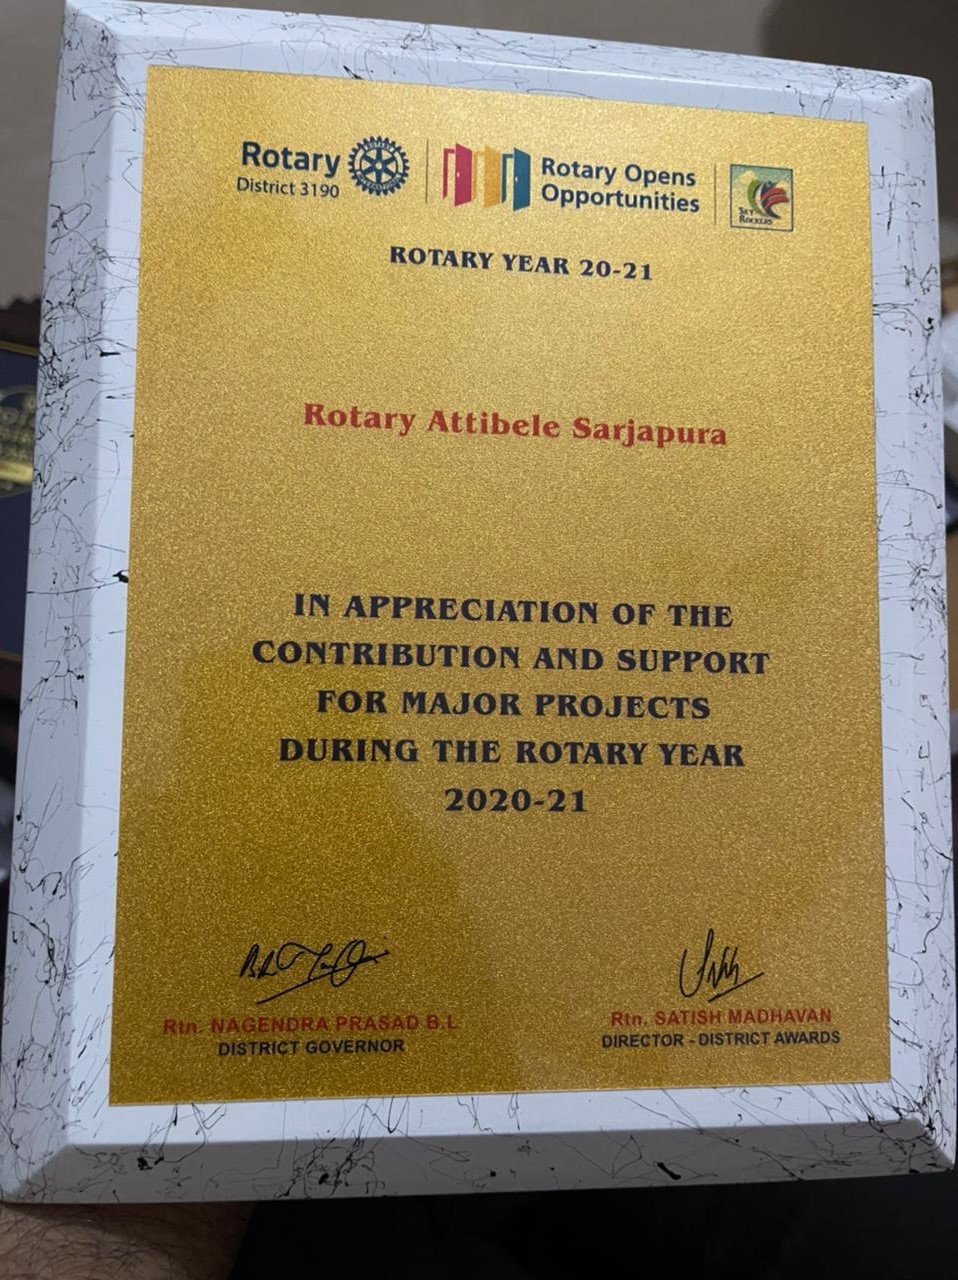 Rotary
District 3190
Rotary Opens
Opportunities
SKY
ROCKERS
ROTARY YEAR 20-21
Rotary Attibele Sarjapura
IN APPRECIATION OF THE
CONTRIBUTION AND SUPPORT
FOR MAJOR PROJECTS
DURING THE ROTARY YEAR
2020-21
Rtn. NAGENDRA PRASAD B.L
DISTRICT GOVERNOR
Rtn. SATISH MADHAVAN
DIRECTOR - DISTRICT AWARDS